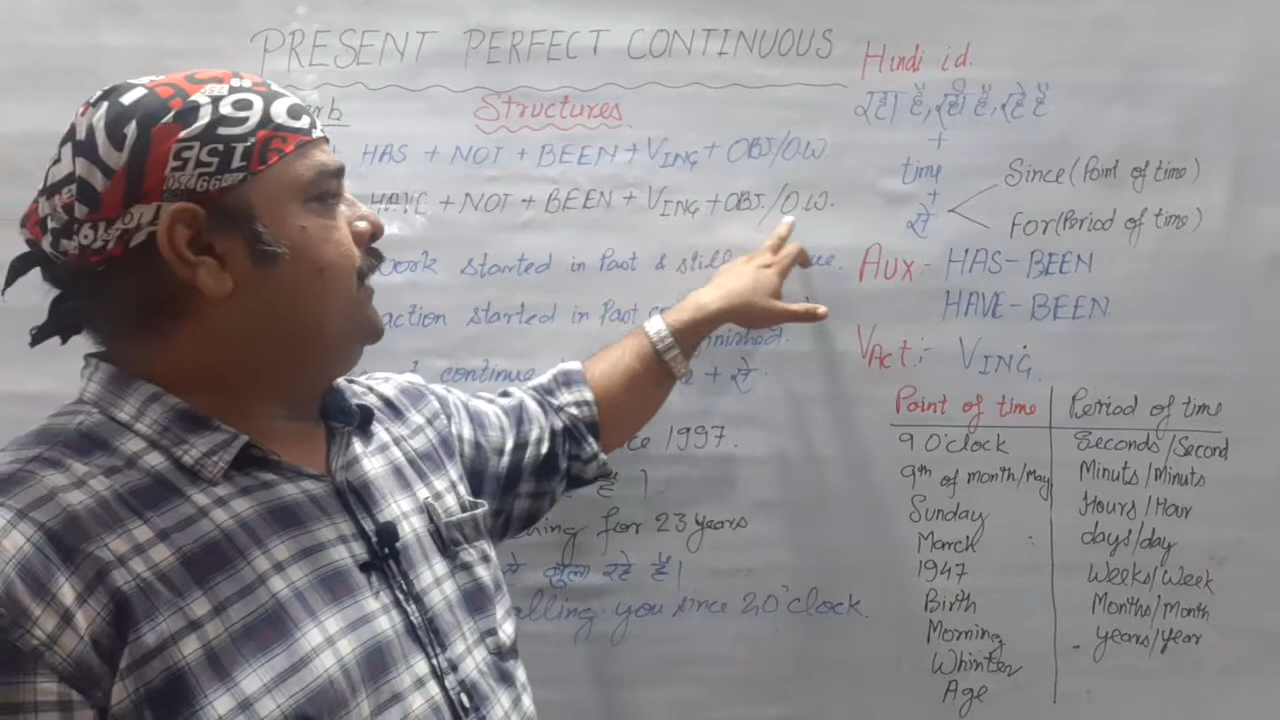 PRESENT PERFECT CONTINUOUS
Structures
HAS + NOT + BEEN + VING + OBJ/O.W.
HAVE + NOT + BEEN + VING + OBJ./O.W.
work started in Past & still
action started in Past
continue + से
1997.
है।
for 23 years
से बुला रहे हैं।
you since 2 O'clock
Hindi id.
रहा है, रही है, रहे हैं
+
time
+
से
Since (Point of time)
For (Period of time)
Aux - HAS-BEEN
HAVE-BEEN
VAct:- VING.
Point of time Period of time
9 O'clock Seconds/Second
9th of month/May Minuts/Minuts
Sunday Hours/Hour
March days/day
1947 Weeks/Week
Birth Months/Month
Morning years/year
Whinter
Age